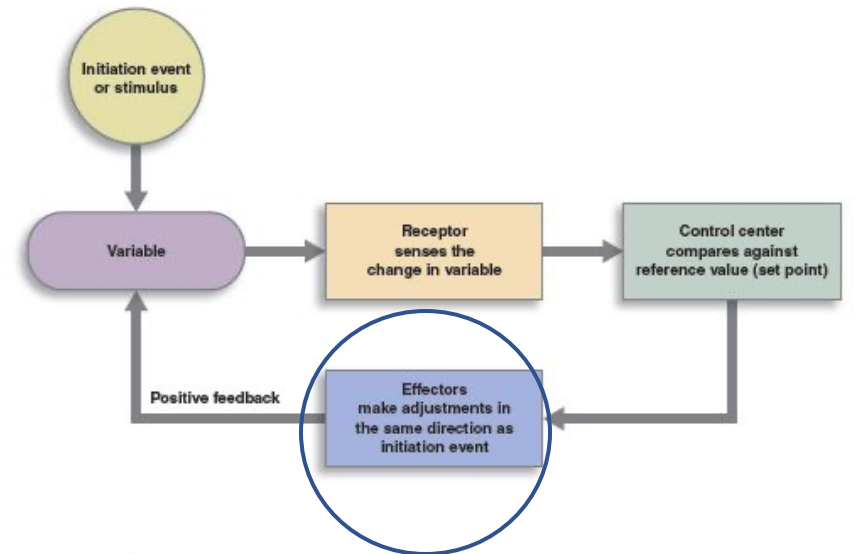 Initiation event
or stimulus
Variable
Receptor
senses the
change in variable
Control center
compares against
reference value (set point)
Positive feedback
Effectors
make adjustments in
the same direction as
initiation event